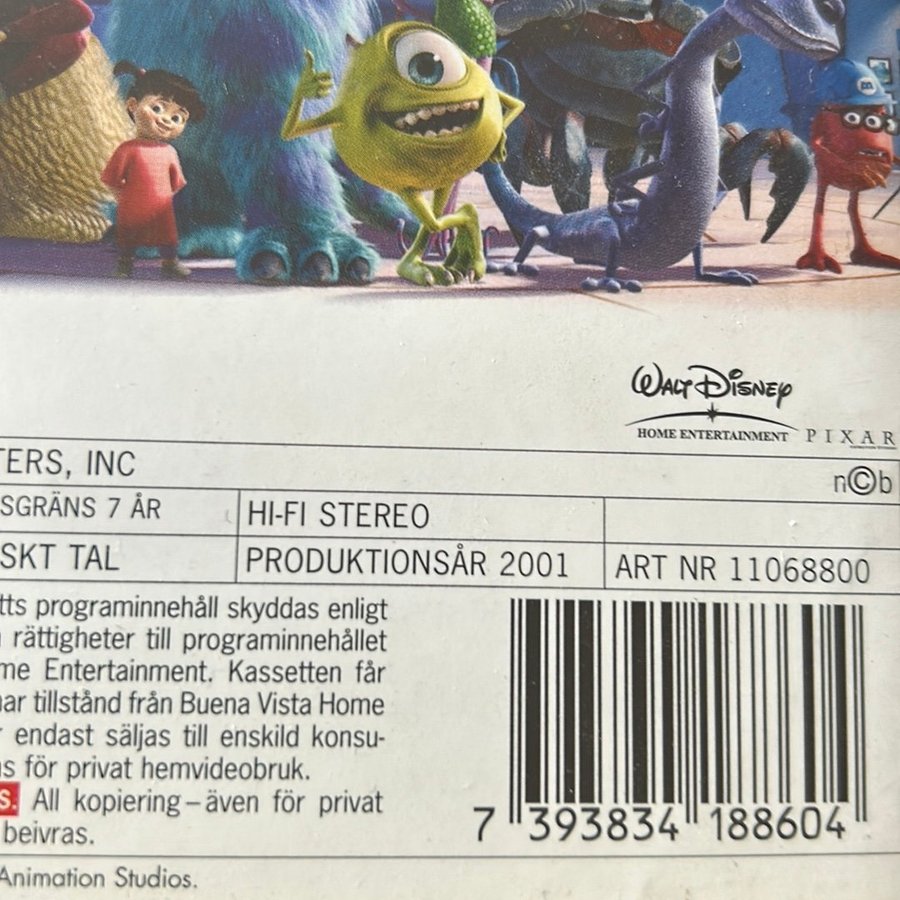 WALT DISNEY
HOME ENTERTAINMENT PIXAR
TERS, INC n©b
SGRÄNS 7 ÅR HI-FI STEREO
SKT TAL PRODUKTIONSÅR 2001 ART NR 11068800
tts programinnehåll skyddas enligt
rättigheter till programinnehållet
me Entertainment. Kassetten får
ar tillstånd från Buena Vista Home
r endast säljas till enskild konsu-
s för privat hemvideobruk.
S. All kopiering – även för privat
beivras.
7 393834 188604
Animation Studios.